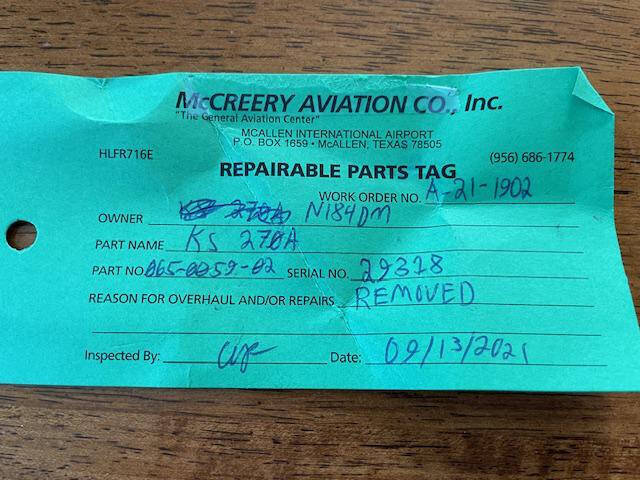 McCREERY AVIATION CO., Inc.
"The General Aviation Center"
MCALLEN INTERNATIONAL AIRPORT
P.O. BOX 1659 • McALLEN, TEXAS 78505
HLFR716E
(956) 686-1774
REPAIRABLE PARTS TAG
WORK ORDER NO. A-21-1902
OWNER N184DM
PART NAME KS 270A
PART NO. 065-0059-02 SERIAL NO. 29318
REASON FOR OVERHAUL AND/OR REPAIRS REMOVED
Inspected By: Date: 09/13/2021